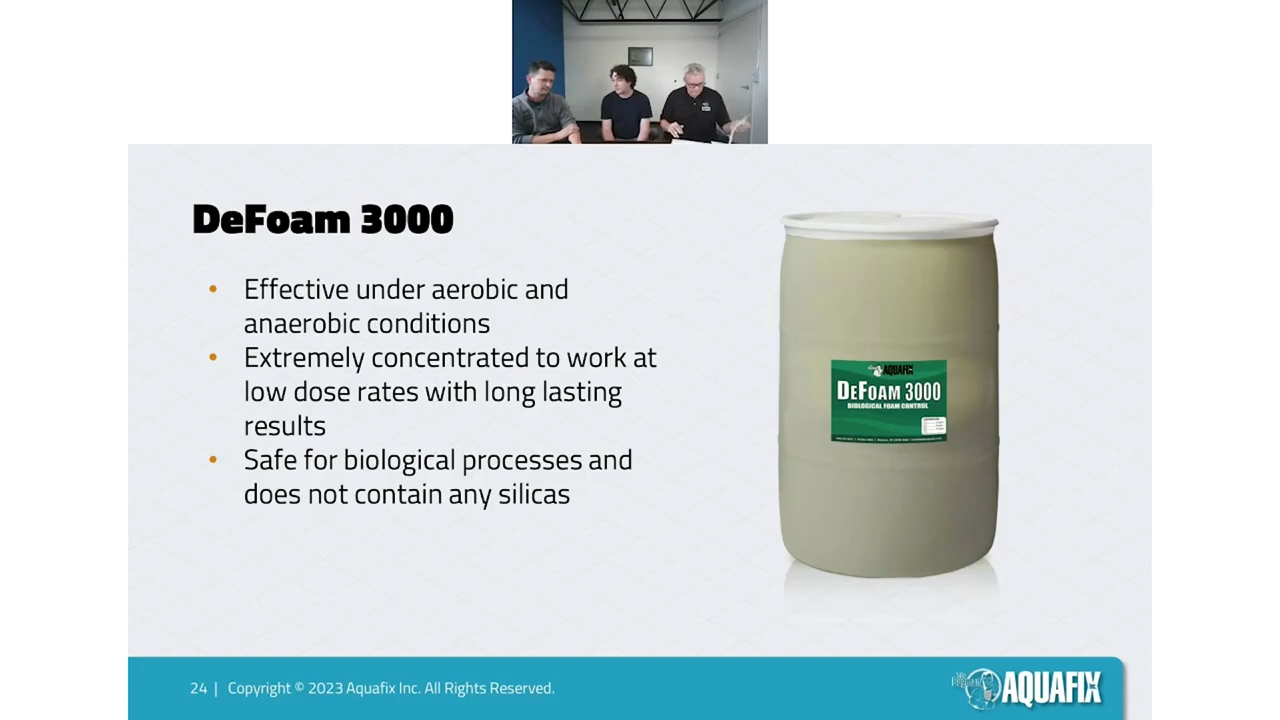 DeFoam 3000
• Effective under aerobic and
anaerobic conditions
• Extremely concentrated to work at
low dose rates with long lasting
results
• Safe for biological processes and
does not contain any silicas
AQUAFIX
DEFOAM 3000
BIOLOGICAL FOAM CONTROL
24 | Copyright © 2023 Aquafix Inc. All Rights Reserved.
AQUAFIX